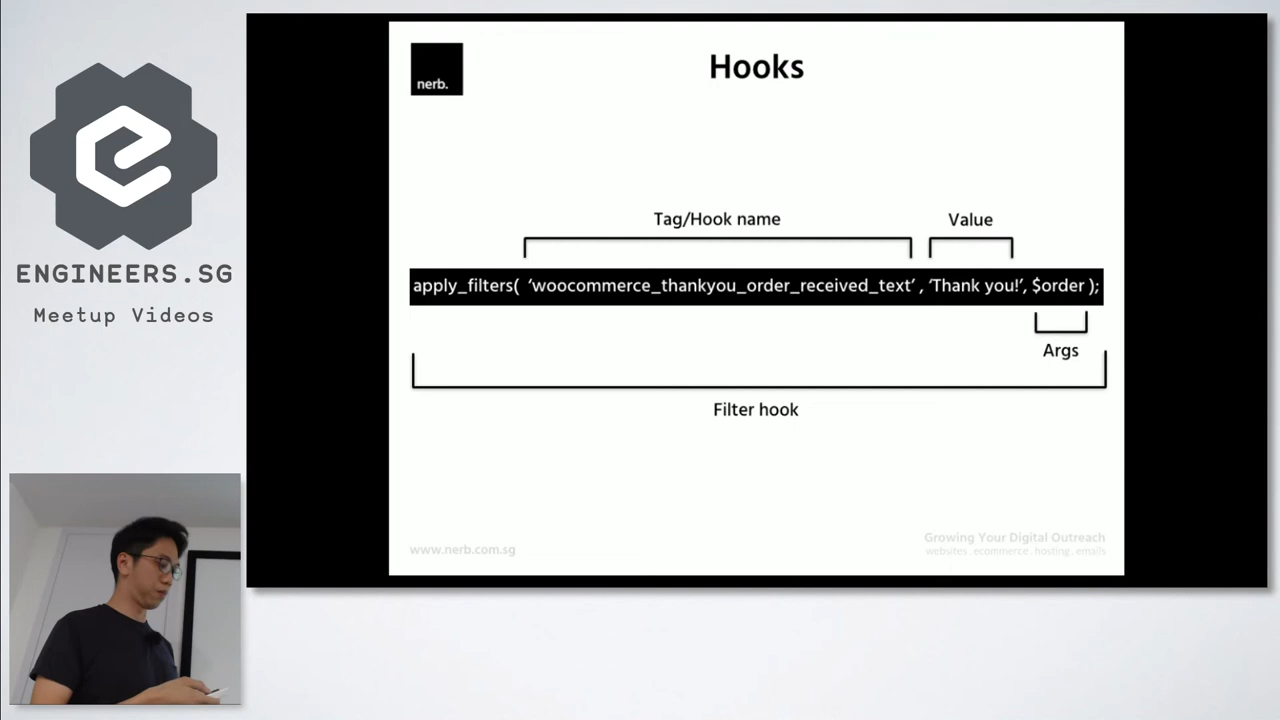 ENGINEERS.SG
Meetup Videos
nerb.
Hooks
Tag/Hook name
Value
apply_filters( ‘woocommerce_thankyou_order_received_text’ , ‘Thank you!’, $order );
Args
Filter hook
www.nerb.com.sg
Growing Your Digital Outreach
websites . ecommerce . hosting . emails